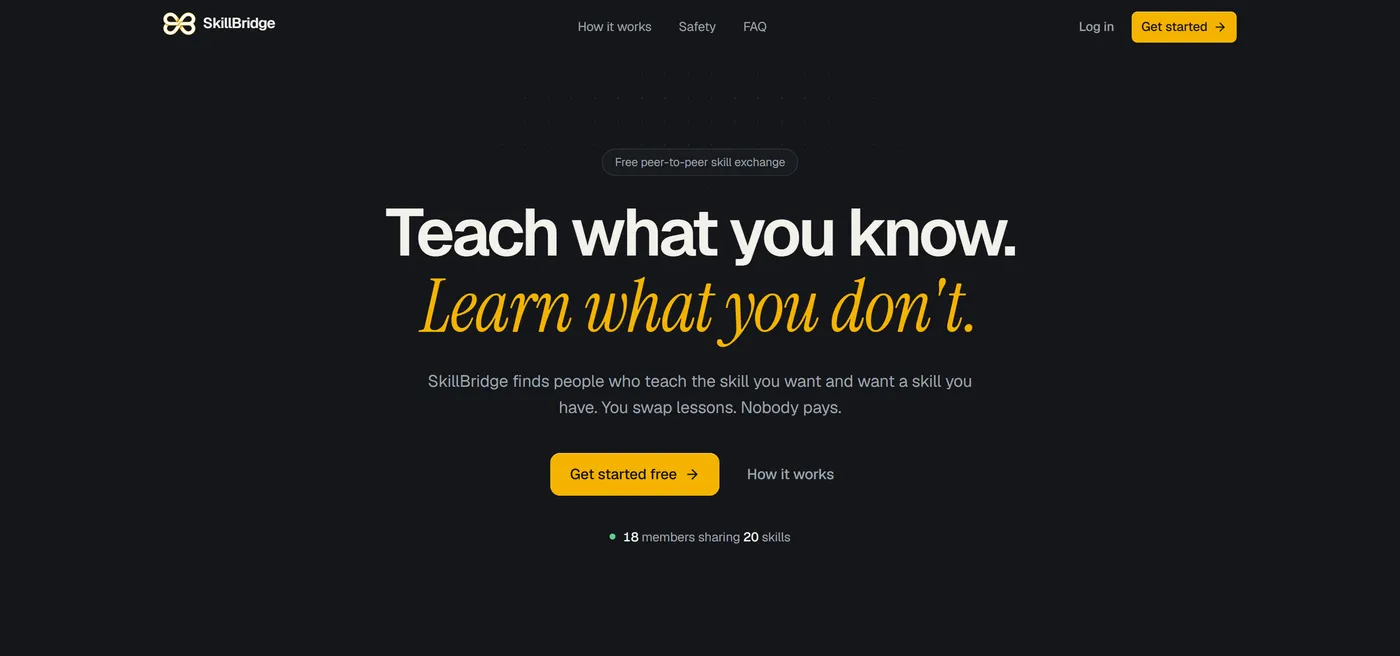 SkillBridge
How it works
Safety
FAQ
Log in
Get started →
Free peer-to-peer skill exchange
Teach what you know.
Learn what you don't.
SkillBridge finds people who teach the skill you want and want a skill you
have. You swap lessons. Nobody pays.
Get started free →
How it works
18 members sharing 20 skills